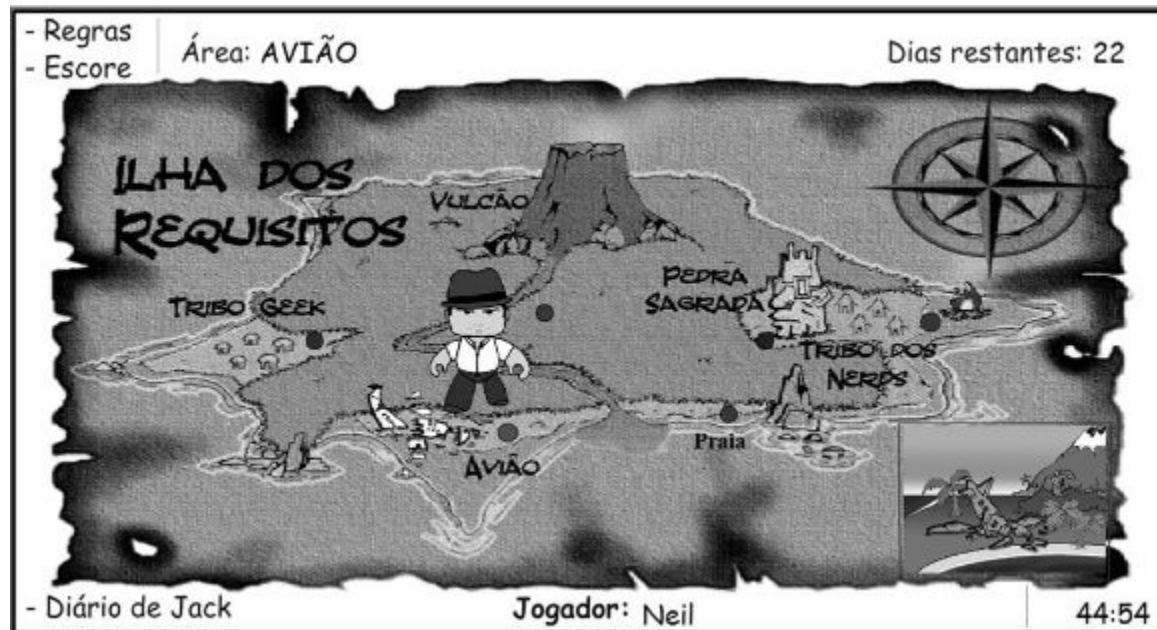 - Regras
- Escore
Área: AVIÃO
Dias restantes: 22
ILHA DOS
REQUISITOS
VULCÃO
PEDRA
SAGRADA
TRIBO GEEK
TRIBO DOS
NERDS
Praia
AVIÃO
- Diário de Jack
Jogador: Neil
44:54